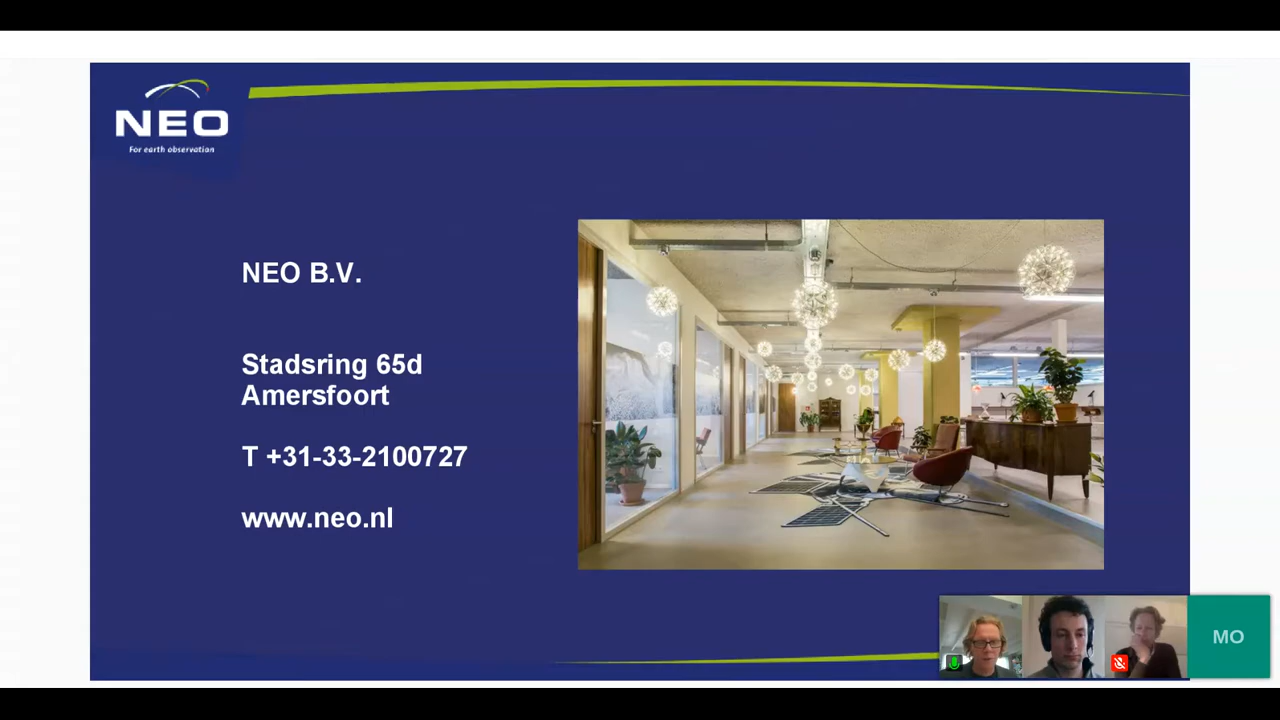 NEO
For earth observation
NEO B.V.
Stadsring 65d
Amersfoort
T +31-33-2100727
www.neo.nl
MO